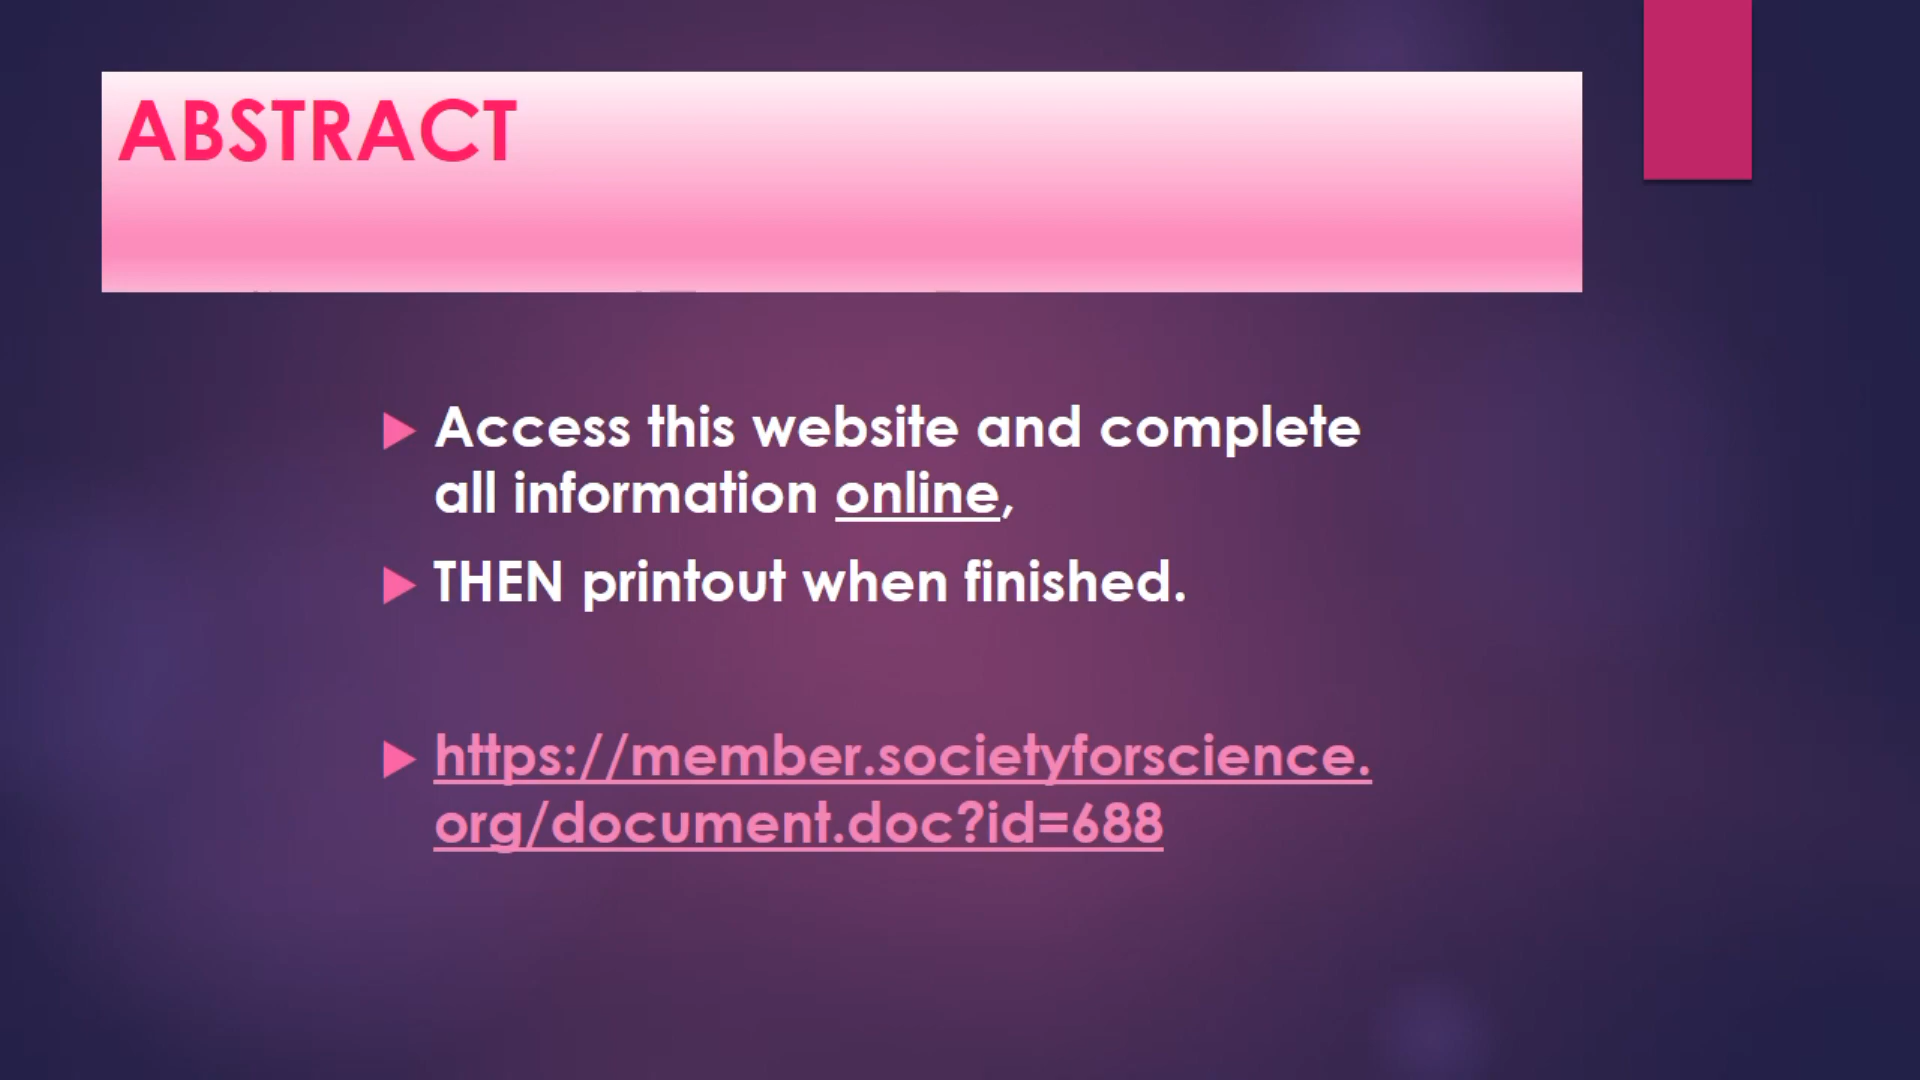 ABSTRACT
Access this website and complete
all information online,
THEN printout when finished.
https://member.societyforscience.
org/document.doc?id=688